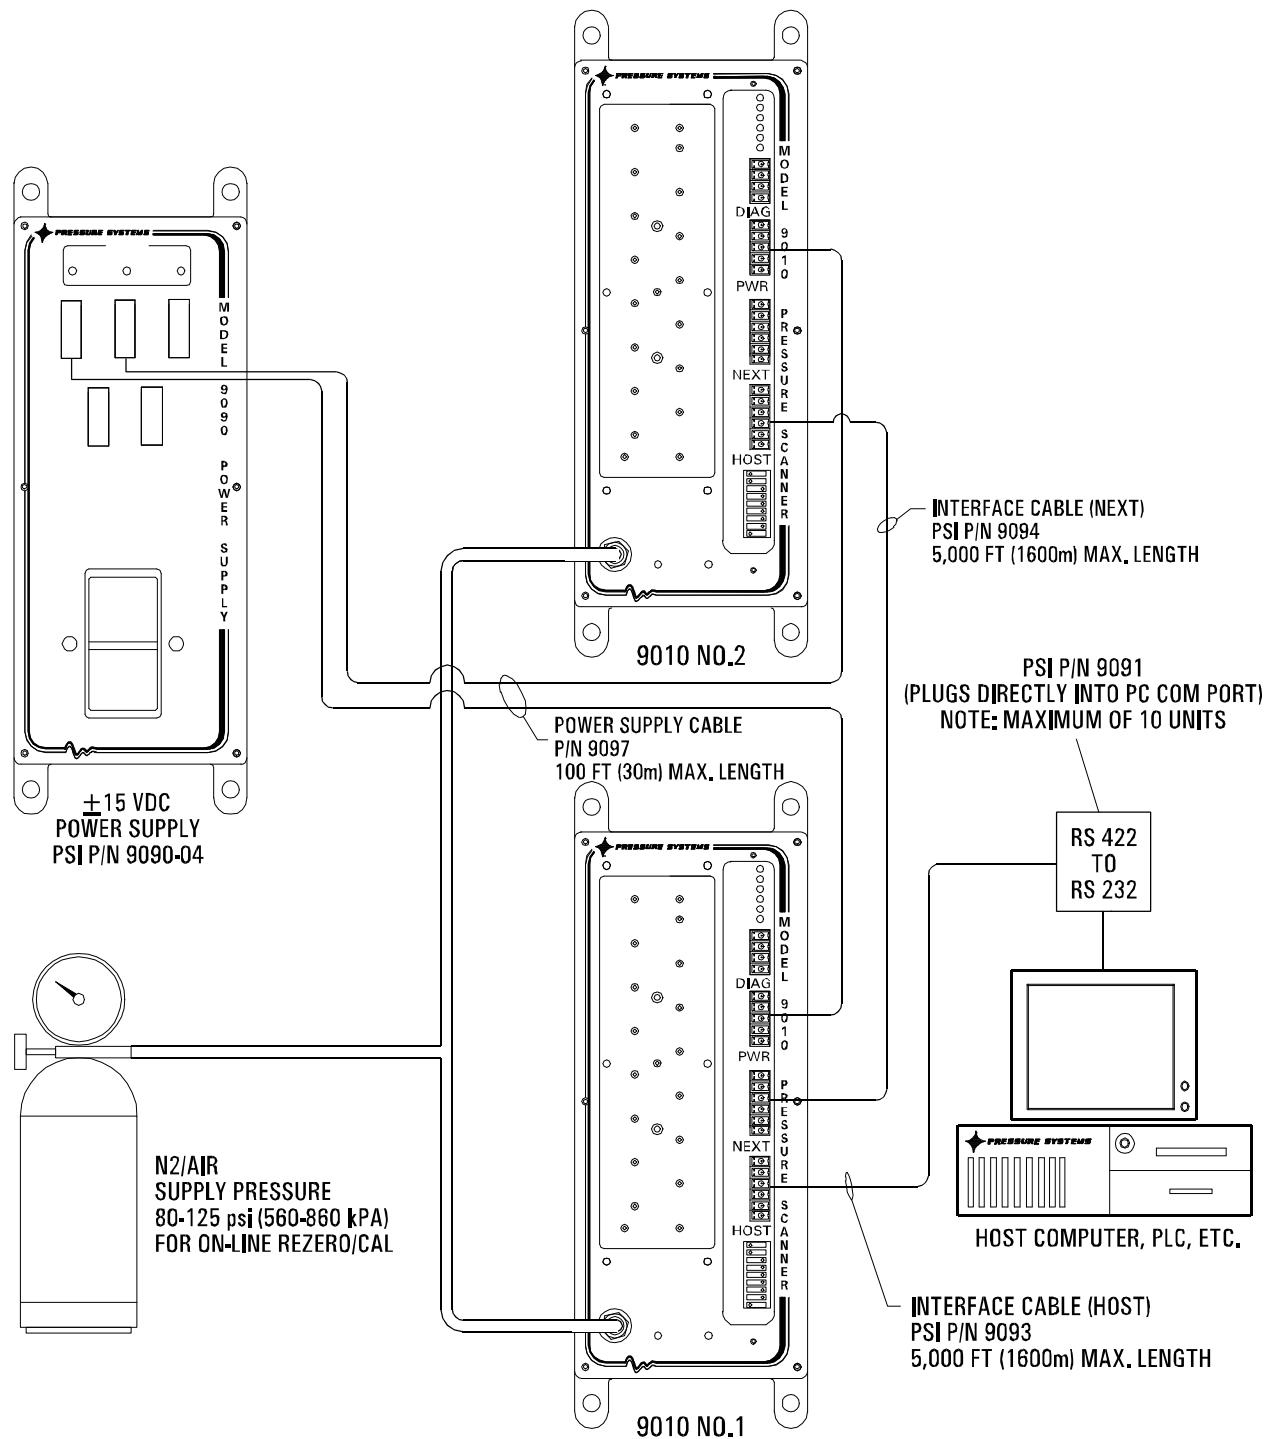 PRESSURE SYSTEMS
MODEL 9090 POWER SUPPLY
±15 VDC
POWER SUPPLY
PSI P/N 9090-04
PRESSURE SYSTEMS
MODEL 9010 PRESSURE SCANNER
DIAG
PWR
NEXT
HOST
9010 NO.2
INTERFACE CABLE (NEXT)
PSI P/N 9094
5,000 FT (1600m) MAX. LENGTH
PSI P/N 9091
(PLUGS DIRECTLY INTO PC COM PORT)
NOTE: MAXIMUM OF 10 UNITS
POWER SUPPLY CABLE
P/N 9097
100 FT (30m) MAX. LENGTH
RS 422
TO
RS 232
PRESSURE SYSTEMS
MODEL 9010 PRESSURE SCANNER
DIAG
PWR
NEXT
HOST
9010 NO.1
N2/AIR
SUPPLY PRESSURE
80-125 psi (560-860 kPA)
FOR ON-LINE REZERO/CAL
PRESSURE SYSTEMS
HOST COMPUTER, PLC, ETC.
INTERFACE CABLE (HOST)
PSI P/N 9093
5,000 FT (1600m) MAX. LENGTH